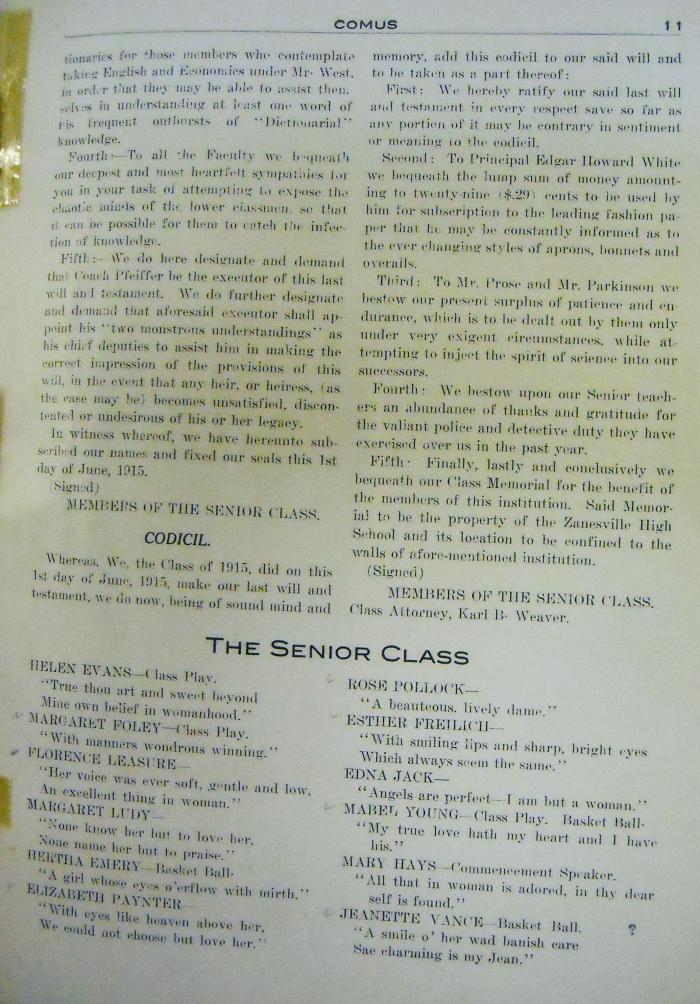 COMUS
11
tionaries for those members who contemplate
taking English and Economics under Mr. West,
in order that they may be able to assist them-
selves in understanding at least one word of
his frequent outbursts of "Dictionarial"
knowledge.
Fourth:—To all the Faculty we bequeath
our deepest and most heartfelt sympathies for
you in your task of attempting to expose the
chaotic minds of the lower classmen, so that
it can be possible for them to catch the infec-
tion of knowledge.
Fifth:—We do here designate and demand
that Coach Pfeiffer be the executor of this last
will and testament. We do further designate
and demand that aforesaid executor shall ap-
point his "two monstrous understandings" as
his chief deputies to assist him in making the
correct impression of the provisions of this
will, in the event that any heir, or heiress, (as
the case may be) becomes unsatisfied, discon-
tented or undesirous of his or her legacy.
In witness whereof, we have hereunto sub-
scribed our names and fixed our seals this 1st
day of June, 1915.
(Signed)
MEMBERS OF THE SENIOR CLASS.
CODICIL.
Whereas, We, the Class of 1915, did on this
1st day of June, 1915, make our last will and
testament, we do now, being of sound mind and
memory, add this codicil to our said will and
to be taken as a part thereof:
First: We hereby ratify our said last will
and testament in every respect save so far as
any portion of it may be contrary in sentiment
or meaning to the codicil.
Second: To Principal Edgar Howard White
we bequeath the lump sum of money amount-
ing to twenty-nine ($.29) cents to be used by
him for subscription to the leading fashion pa-
per that he may be constantly informed as to
the ever changing styles of aprons, bonnets and
overalls.
Third: To Mr. Prose and Mr. Parkinson we
bestow our present surplus of patience and en-
durance, which is to be dealt out by them only
under very exigent circumstances, while at-
tempting to inject the spirit of science into our
successors.
Fourth: We bestow upon our Senior teach-
ers an abundance of thanks and gratitude for
the valiant police and detective duty they have
exercised over us in the past year.
Fifth: Finally, lastly and conclusively we
bequeath our Class Memorial for the benefit of
the members of this institution. Said Memor-
ial to be the property of the Zanesville High
School and its location to be confined to the
walls of afore-mentioned institution.
(Signed)
MEMBERS OF THE SENIOR CLASS.
Class Attorney, Karl B. Weaver.
THE SENIOR CLASS
HELEN EVANS—Class Play.
"True thou art and sweet beyond
Mine own belief in womanhood."
MARGARET FOLEY—Class Play.
"With manners wondrous winning."
FLORENCE LEASURE—
"Her voice was ever soft, gentle and low,
An excellent thing in woman."
MARGARET LUDY—
"None know her but to love her,
None name her but to praise."
HERTHA EMERY—Basket Ball.
"A girl whose eyes o'erflow with mirth."
ELIZABETH PAYNTER—
"With eyes like heaven above her,
We could not choose but love her."
ROSE POLLOCK—
"A beauteous, lively dame."
ESTHER FREILICH—
"With smiling lips and sharp, bright eyes
Which always seem the same."
EDNA JACK—
"Angels are perfect—I am but a woman."
MABEL YOUNG—Class Play. Basket Ball.
"My true love hath my heart and I have
his."
MARY HAYS—Commencement Speaker.
"All that in woman is adored, in thy dear
self is found."
JEANETTE VANCE—Basket Ball. ?
"A smile o' her wad banish care
Sae charming is my Jean."